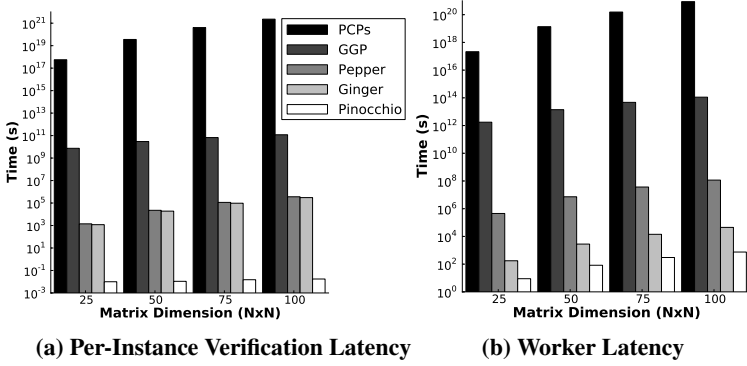 10^21
10^19
10^17
10^15
10^13
10^11
10^9
10^7
10^5
10^3
10^1
10^-1
10^-3
Time (s)
25 50 75 100
Matrix Dimension (NxN)
PCPs
GGP
Pepper
Ginger
Pinocchio
(a) Per-Instance Verification Latency
10^20
10^18
10^16
10^14
10^12
10^10
10^8
10^6
10^4
10^2
10^0
Time (s)
25 50 75 100
Matrix Dimension (NxN)
(b) Worker Latency